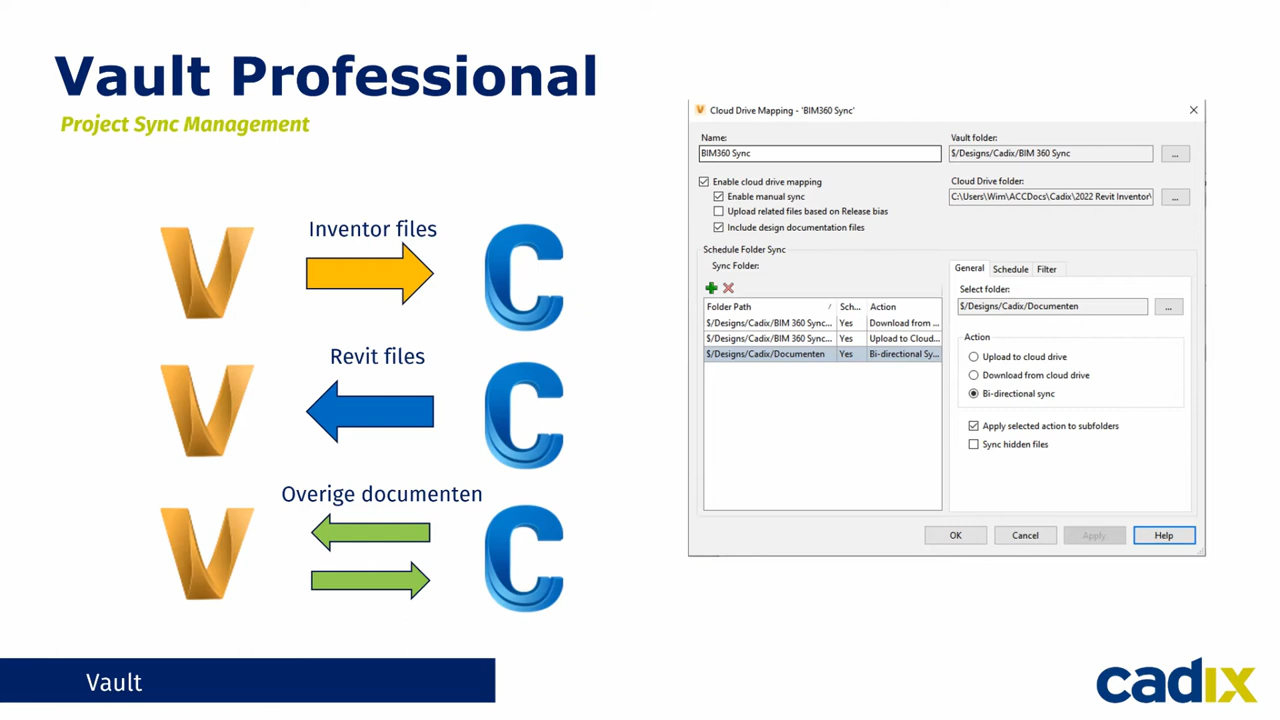 Vault Professional
Project Sync Management
Inventor files
Revit files
Overige documenten
Cloud Drive Mapping - 'BIM360 Sync'
Name:
BIM360 Sync
Vault folder:
$/Designs/Cadix/BIM 360 Sync
...
Enable cloud drive mapping
Enable manual sync
Upload related files based on Release bias
Include design documentation files
Cloud Drive folder:
C:\Users\Wim\ACCDocs\Cadix\2022 Revit Inventor\
...
Schedule Folder Sync
Sync Folder:
Folder Path / Sch... Action
$/Designs/Cadix/BIM 360 Sync... Yes Download from ...
$/Designs/Cadix/BIM 360 Sync... Yes Upload to Cloud...
$/Designs/Cadix/Documenten Yes Bi-directional Sy...
General Schedule Filter
Select folder:
$/Designs/Cadix/Documenten
...
Action
Upload to cloud drive
Download from cloud drive
Bi-directional sync
Apply selected action to subfolders
Sync hidden files
OK Cancel Apply Help
Vault
cadix